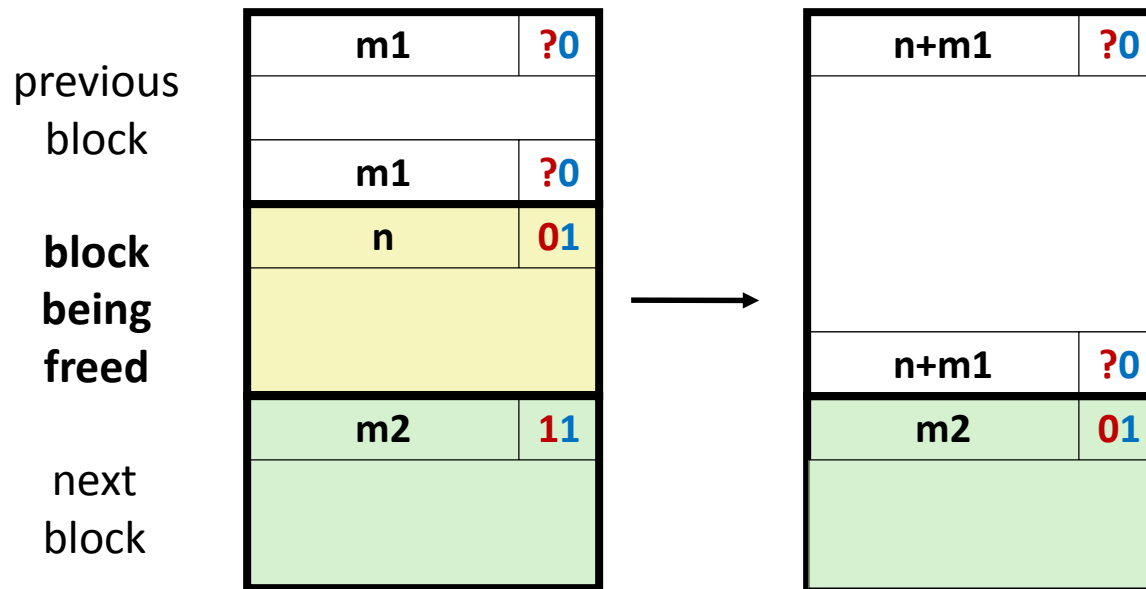 m1 ?0 n+m1 ?0
previous
block
m1 ?0
n 01
block
being
freed
n+m1 ?0
m2 11 m2 01
next
block